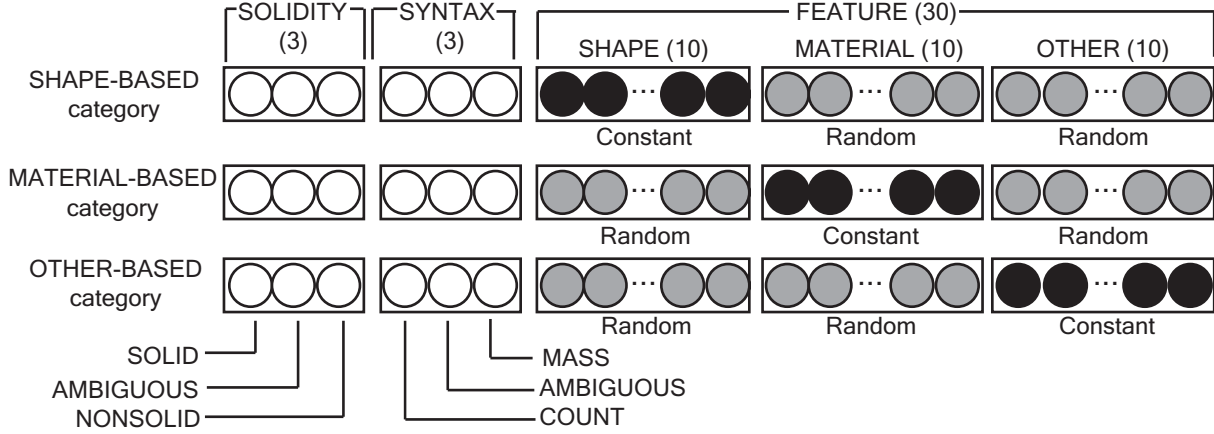 SOLIDITY SYNTAX FEATURE (30)
(3) (3) SHAPE (10) MATERIAL (10) OTHER (10)
SHAPE-BASED
category
... ... ...
Constant Random Random
MATERIAL-BASED
category
... ... ...
Random Constant Random
OTHER-BASED
category
... ... ...
Random Random Constant
SOLID MASS
AMBIGUOUS AMBIGUOUS
NONSOLID COUNT